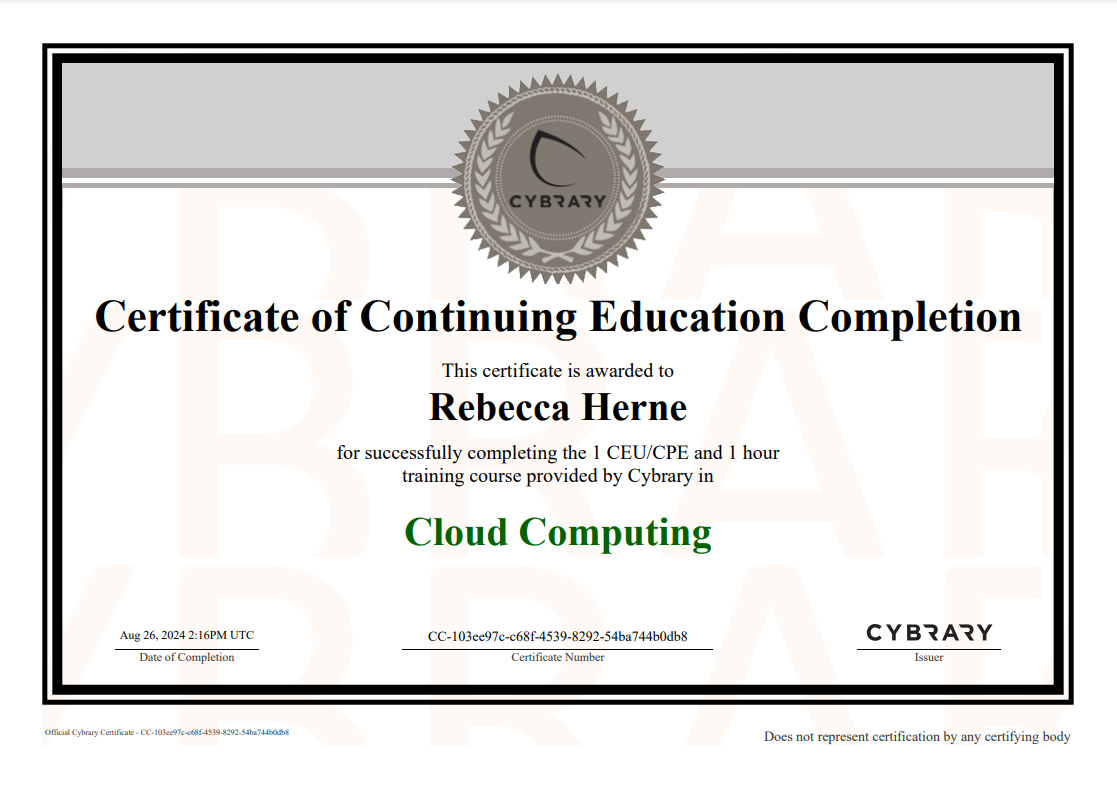 CYBRARY
Certificate of Continuing Education Completion
This certificate is awarded to
Rebecca Herne
for successfully completing the 1 CEU/CPE and 1 hour
training course provided by Cybrary in
Cloud Computing
Aug 26, 2024 2:16PM UTC
Date of Completion
CC-103ee97c-c68f-4539-8292-54ba744b0db8
Certificate Number
CYBRARY
Issuer
Official Cybrary Certificate - CC-103ee97c-c68f-4539-8292-54ba744b0db8
Does not represent certification by any certifying body